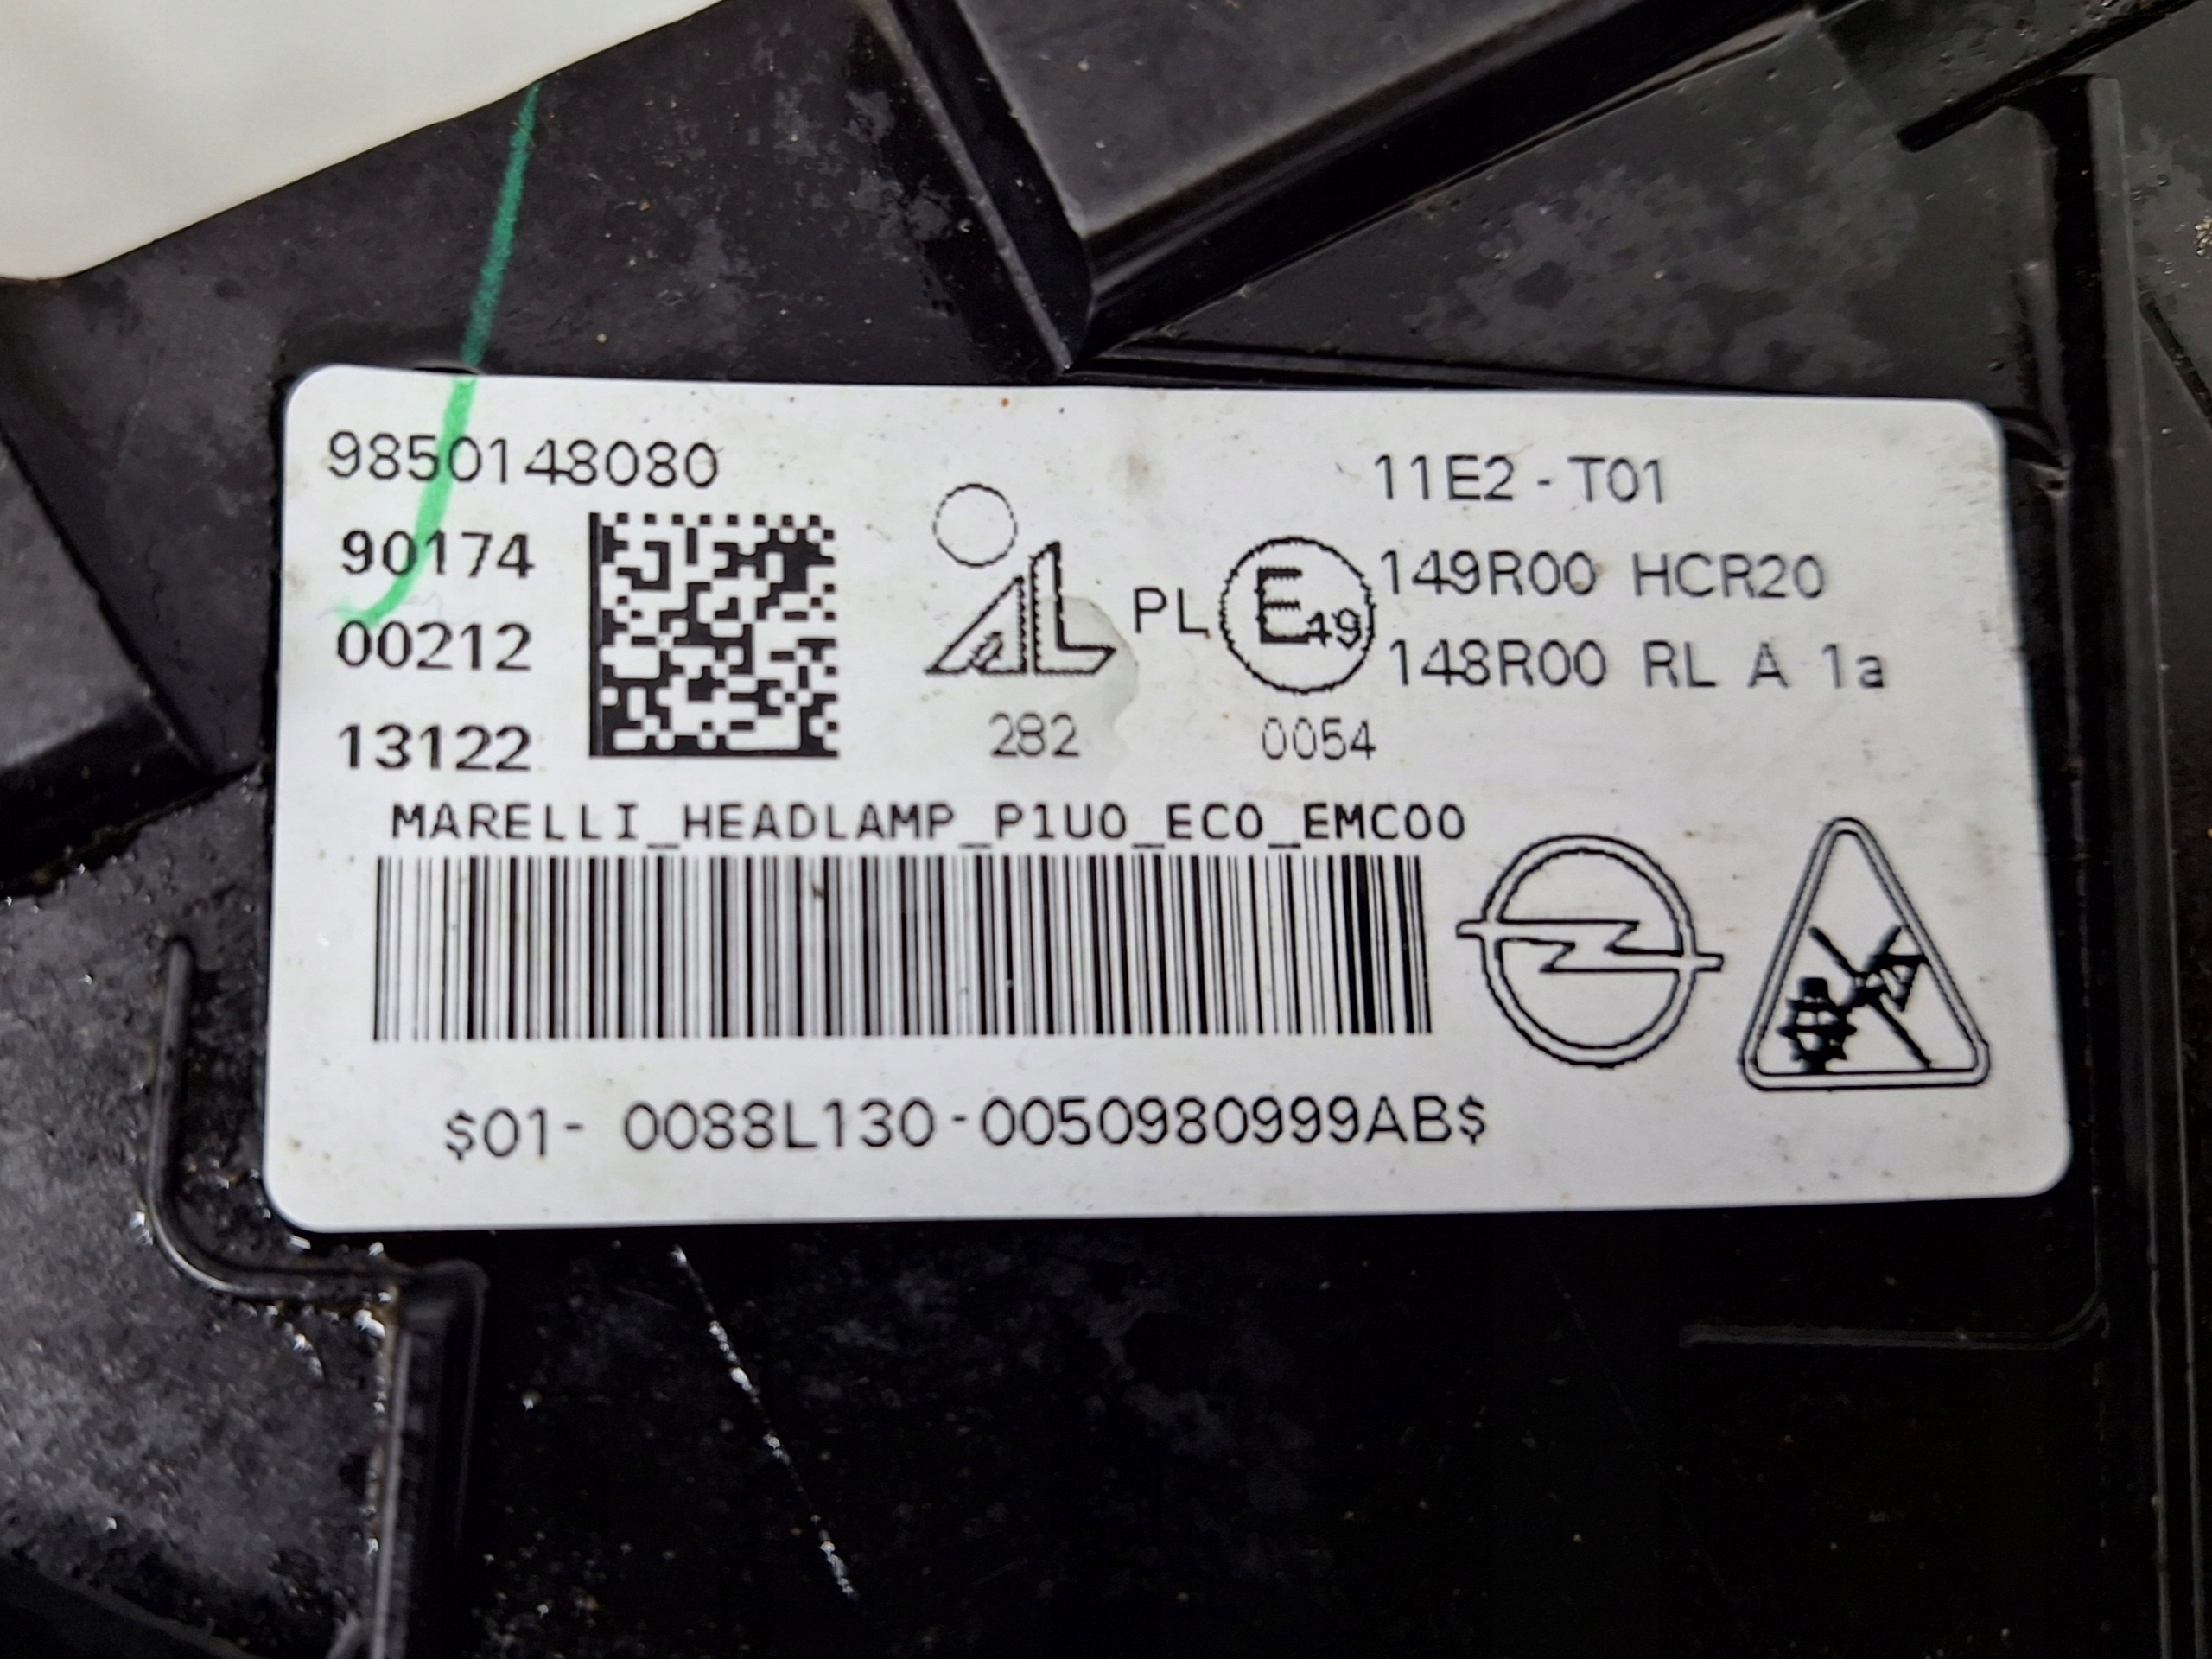 9850148080
90174
00212
13122
AL
282
PL
E49
0054
11E2 - T01
149R00 HCR20
148R00 RL A 1a
MARELLI_HEADLAMP_P1U0_ECO_EMC00
$01- 0088L130-0050980999AB$